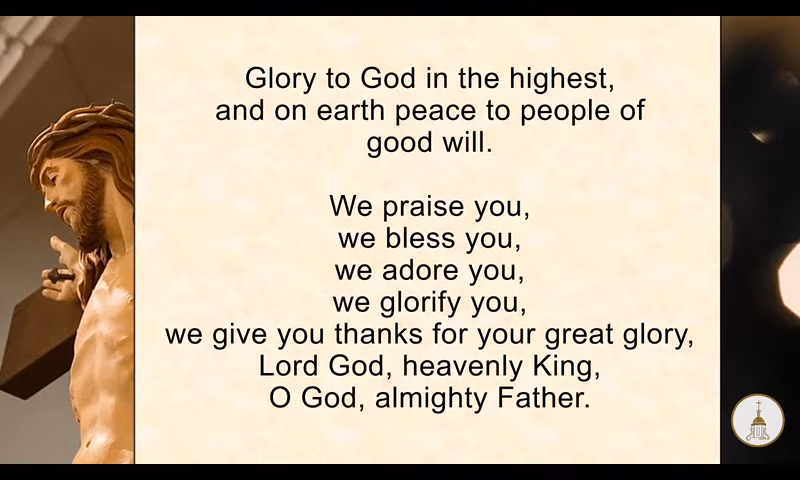 Glory to God in the highest,
and on earth peace to people of
good will.
We praise you,
we bless you,
we adore you,
we glorify you,
we give you thanks for your great glory,
Lord God, heavenly King,
O God, almighty Father.